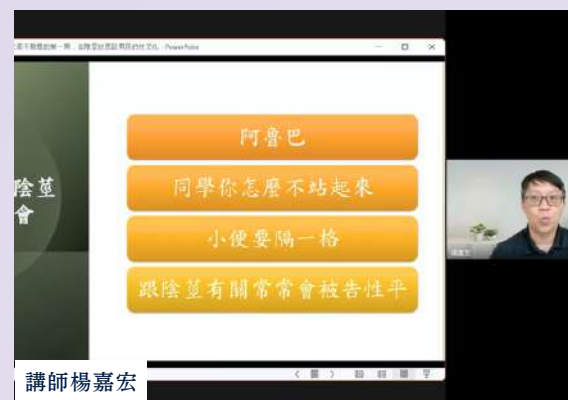 陰莖
會
阿魯巴
同學你怎麼不站起來
小便要隔一格
跟陰莖有關常常會被告性平
講師楊嘉宏